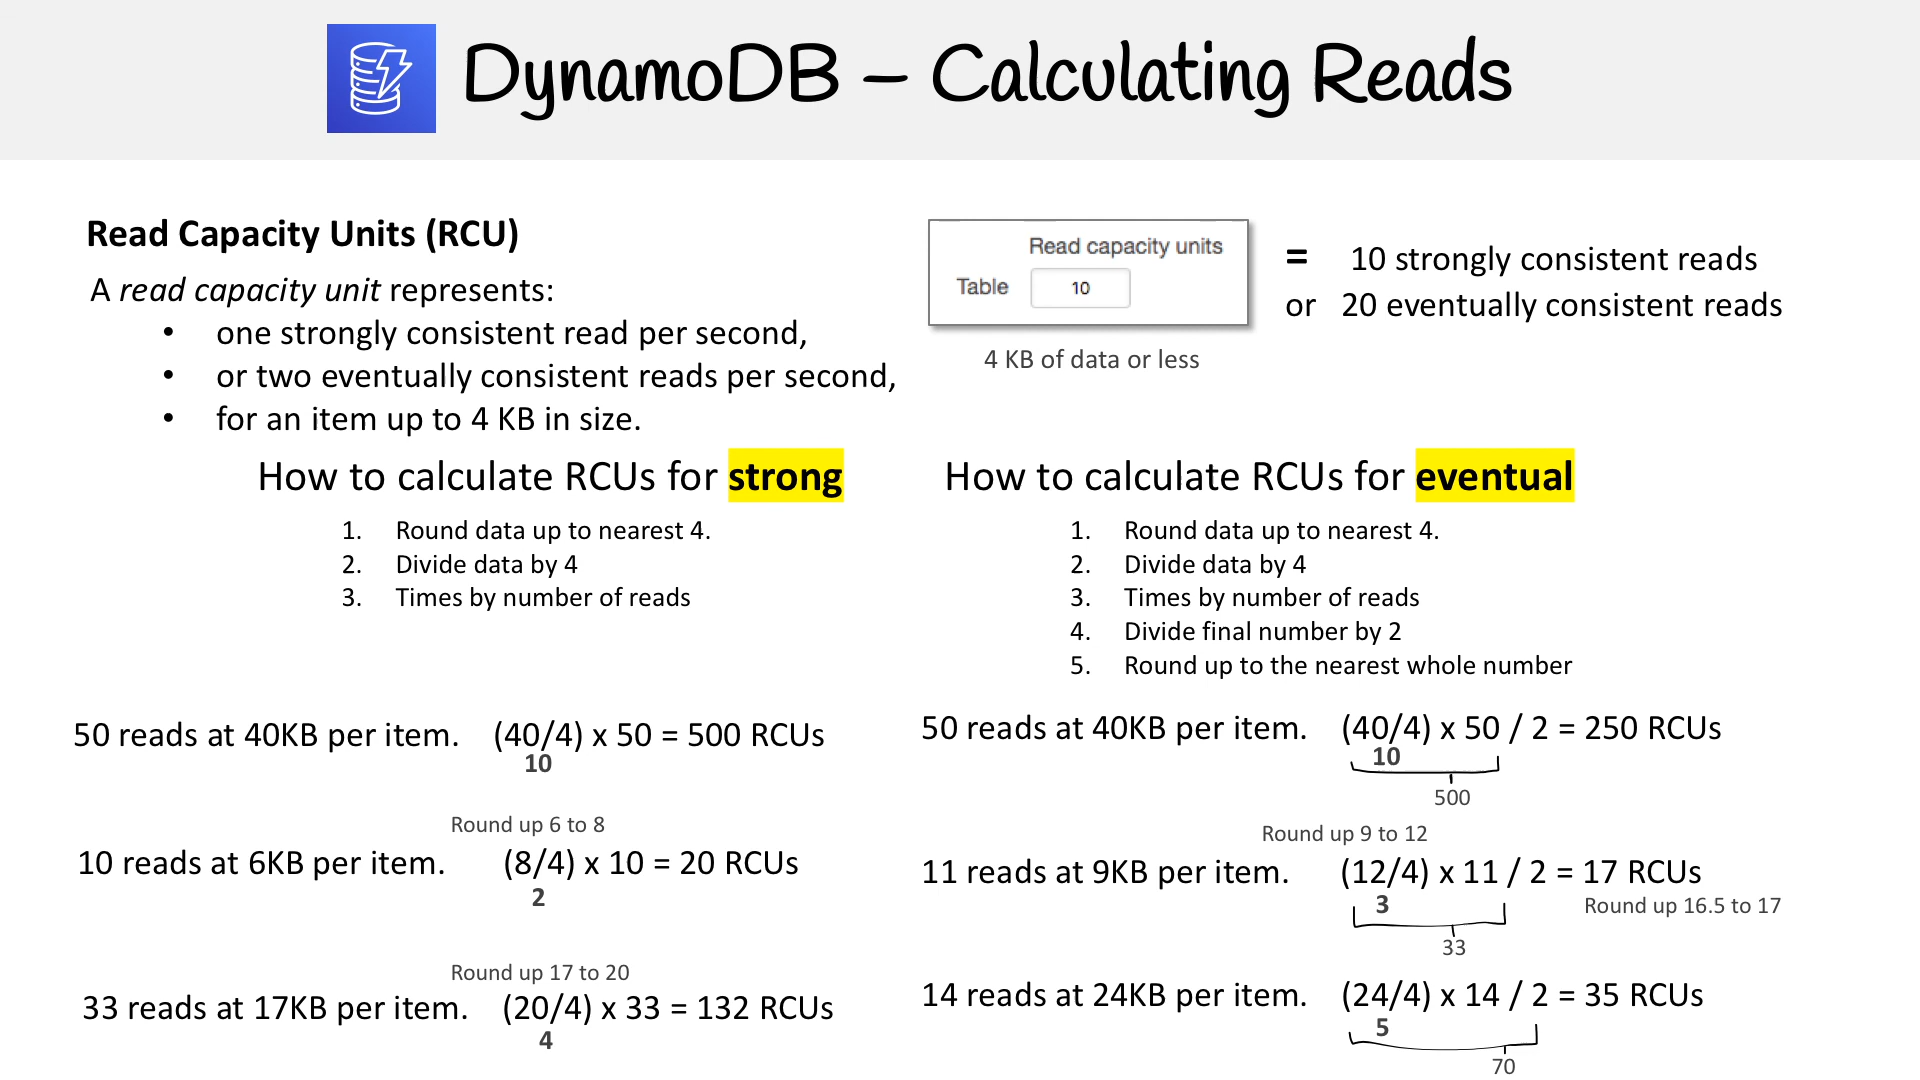 DynamoDB – Calculating Reads
Read Capacity Units (RCU)
A read capacity unit represents:
• one strongly consistent read per second,
• or two eventually consistent reads per second,
• for an item up to 4 KB in size.
Read capacity units
Table 10
4 KB of data or less
= 10 strongly consistent reads
or 20 eventually consistent reads
How to calculate RCUs for strong
1. Round data up to nearest 4.
2. Divide data by 4
3. Times by number of reads
50 reads at 40KB per item. (40/4) x 50 = 500 RCUs
10
Round up 6 to 8
10 reads at 6KB per item. (8/4) x 10 = 20 RCUs
2
Round up 17 to 20
33 reads at 17KB per item. (20/4) x 33 = 132 RCUs
4
How to calculate RCUs for eventual
1. Round data up to nearest 4.
2. Divide data by 4
3. Times by number of reads
4. Divide final number by 2
5. Round up to the nearest whole number
50 reads at 40KB per item. (40/4) x 50 / 2 = 250 RCUs
10
500
Round up 9 to 12
11 reads at 9KB per item. (12/4) x 11 / 2 = 17 RCUs
3
Round up 16.5 to 17
33
14 reads at 24KB per item. (24/4) x 14 / 2 = 35 RCUs
5
70